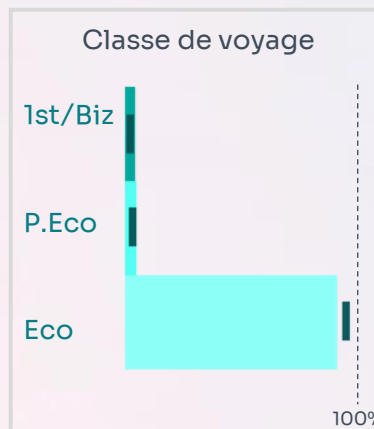 Classe de voyage
1st/Biz
P.Eco
Eco
100%